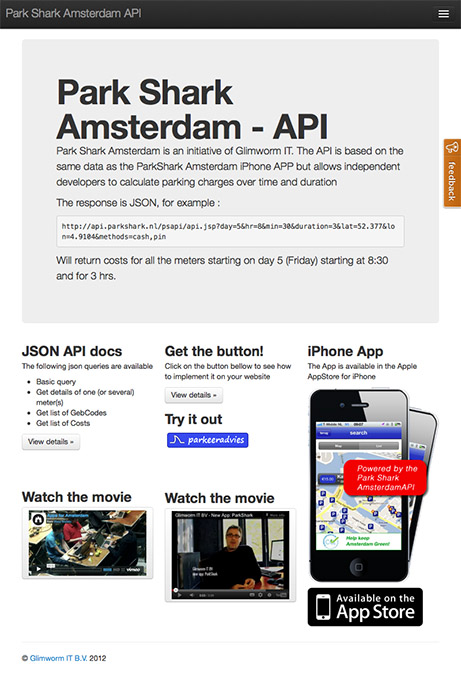 Park Shark Amsterdam API
Park Shark
Amsterdam - API
Park Shark Amsterdam is an initiative of Glimworm IT. The API is based on the
same data as the ParkShark Amsterdam iPhone APP but allows independent
developers to calculate parking charges over time and duration
The response is JSON, for example :
http://api.parkshark.nl/psapi/api.jsp?day=5&hr=8&min=30&duration=3&lat=52.377&lo
n=4.9104&methods=cash,pin
Will return costs for all the meters starting on day 5 (Friday) starting at 8:30
and for 3 hrs.
feedback
JSON API docs
The following json queries are available
Basic query
Get details of one (or several)
meter(s)
Get list of GebCodes
Get list of Costs
View details »
Watch the movie
Get the button!
Click on the button bellow to see how
to implement it on your website
View details »
Try it out
parkeeradvies
Watch the movie
Glimworm IT BV - New App: ParkShark
iPhone App
The App is available in the Apple
AppStore for iPhone
search
Powered by the
Park Shark
AmsterdamAPI
Help keep
Amsterdam Green!
Available on the
App Store
© Glimworm IT B.V. 2012